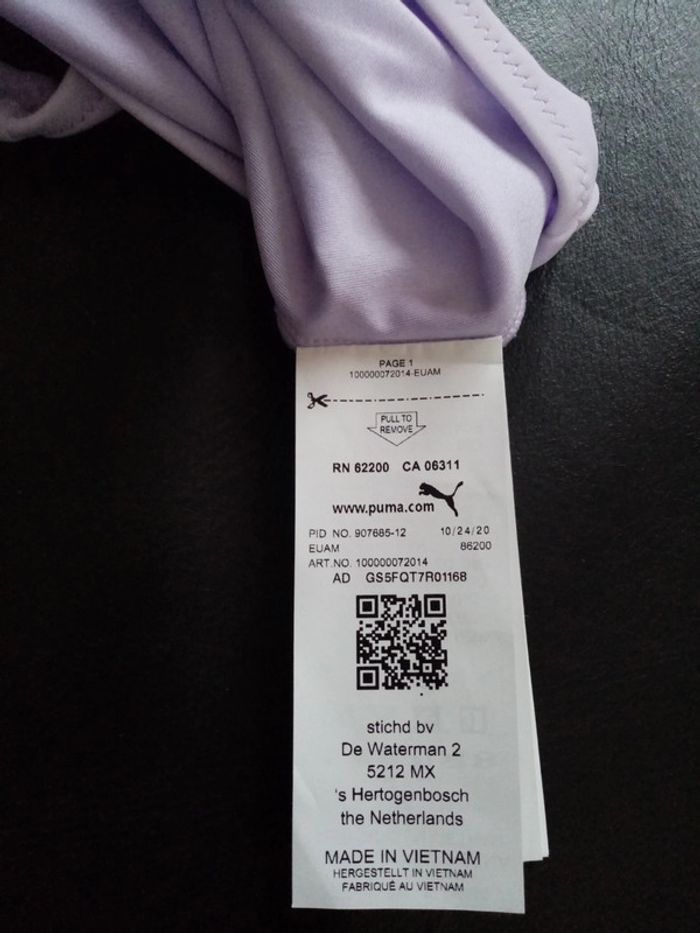 PAGE 1
100000072014-EUAM
PULL TO
REMOVE
RN 62200 CA 06311
www.puma.com
PID NO. 907685-12 10/24/20
EUAM 86200
ART.NO. 100000072014
AD GS5FQT7R01168
stichd bv
De Waterman 2
5212 MX
's Hertogenbosch
the Netherlands
MADE IN VIETNAM
HERGESTELLT IN VIETNAM
FABRIQUÉ AU VIETNAM